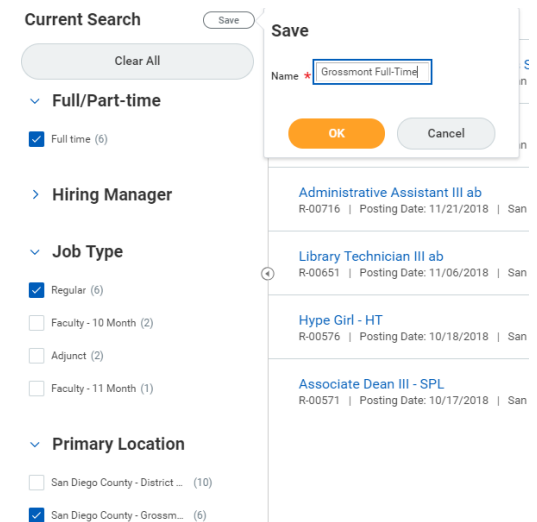 Current Search
Save
Clear All
Full/Part-time
Full time (6)
Hiring Manager
Job Type
Regular (6)
Faculty - 10 Month (2)
Adjunct (2)
Faculty - 11 Month (1)
Primary Location
San Diego County - District ... (10)
San Diego County - Grossm... (6)
Save
Name * Grossmont Full-Time
OK Cancel
S
n
n
Administrative Assistant III ab
R-00716 | Posting Date: 11/21/2018 | San
Library Technician III ab
R-00651 | Posting Date: 11/06/2018 | San
Hype Girl - HT
R-00576 | Posting Date: 10/18/2018 | San
Associate Dean III - SPL
R-00571 | Posting Date: 10/17/2018 | San